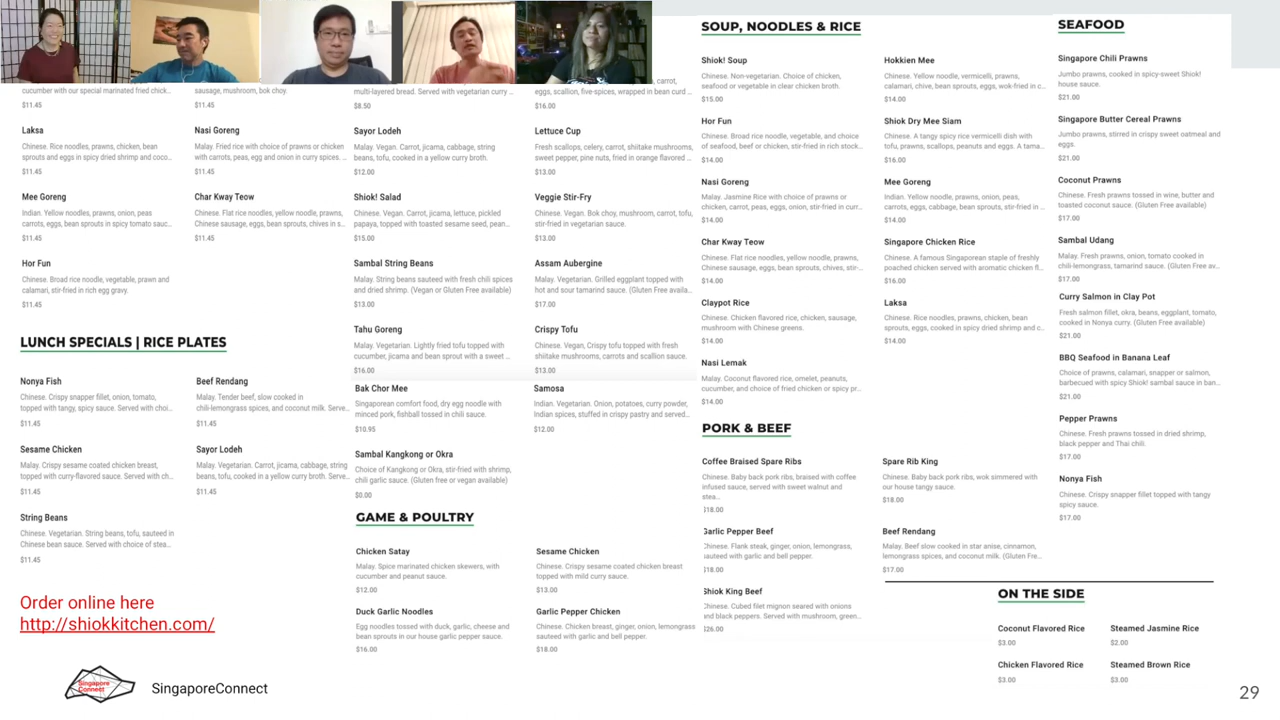 cucumber with our special marinated fried chick...
$11.45
Laksa
Chinese. Rice noodles, prawns, chicken, bean
sprouts and eggs in spicy dried shrimp and coco...
$11.45
Mee Goreng
Indian. Yellow noodles, prawns, onion, peas
carrots, eggs, bean sprouts in spicy tomato sauc...
$11.45
Hor Fun
Chinese. Broad rice noodle, vegetable, prawn and
calamari, stir-fried in rich egg gravy.
$11.45
sausage, mushroom, bok choy.
$11.45
Nasi Goreng
Malay. Fried rice with choice of prawns or chicken
with carrots, peas, egg and onion in curry spices. ...
$11.45
Char Kway Teow
Chinese. Flat rice noodles, yellow noodle, prawns,
Chinese sausage, eggs, bean sprouts, chives in s...
$11.45
LUNCH SPECIALS | RICE PLATES
Nonya Fish
Chinese. Crispy snapper fillet, onion, tomato,
topped with tangy, spicy sauce. Served with choi...
$11.45
Sesame Chicken
Malay. Crispy sesame coated chicken breast,
topped with curry-flavored sauce. Served with ch...
$11.45
String Beans
Chinese. Vegetarian. String beans, tofu, sauteed in
Chinese bean sauce. Served with choice of stea...
$11.45
Beef Rendang
Malay. Tender beef, slow cooked in
chili-lemongrass spices, and coconut milk. Serve...
$11.45
Sayor Lodeh
Malay. Vegetarian. Carrot, jicama, cabbage, string
beans, tofu, cooked in a yellow curry broth. Serve...
$11.45
Order online here
http://shiokkitchen.com/
Singapore
Connect
SingaporeConnect
multi-layered bread. Served with vegetarian curry ...
$8.50
Sayor Lodeh
Malay. Vegan. Carrot, jicama, cabbage, string
beans, tofu, cooked in a yellow curry broth.
$12.00
Shiok! Salad
Chinese. Vegan. Carrot, jicama, lettuce, pickled
papaya, topped with toasted sesame seed, pean...
$15.00
Sambal String Beans
Malay. String beans sauteed with fresh chili spices
and dried shrimp. (Vegan or Gluten Free available)
$13.00
Tahu Goreng
Malay. Vegetarian. Lightly fried tofu topped with
cucumber, jicama and bean sprout with a sweet ...
$16.00
Bak Chor Mee
Singaporean comfort food, dry egg noodle with
minced pork, fishball tossed in chili sauce.
$10.95
Sambal Kangkong or Okra
Choice of Kangkong or Okra, stir-fried with shrimp,
chili garlic sauce. (Gluten free or vegan available)
$0.00
carrot,
eggs, scallion, five-spices, wrapped in bean curd ...
$16.00
Lettuce Cup
Fresh scallops, celery, carrot, shiitake mushrooms,
sweet pepper, pine nuts, fried in orange flavored ...
$13.00
Veggie Stir-Fry
Chinese. Vegan. Bok choy, mushroom, carrot, tofu,
stir-fried in vegetarian sauce.
$13.00
Assam Aubergine
Malay. Vegetarian. Grilled eggplant topped with
hot and sour tamarind sauce. (Gluten Free availa...
$17.00
Crispy Tofu
Chinese. Vegan, Crispy tofu topped with fresh
shiitake mushrooms, carrots and scallion sauce.
$13.00
Samosa
Indian. Vegetarian. Onion, potatoes, curry powder,
Indian spices, stuffed in crispy pastry and served...
$12.00
GAME & POULTRY
Chicken Satay
Malay. Spice marinated chicken skewers, with
cucumber and peanut sauce.
$12.00
Duck Garlic Noodles
Egg noodles tossed with duck, garlic, cheese and
bean sprouts in our house garlic pepper sauce.
$16.00
Sesame Chicken
Chinese. Crispy sesame coated chicken breast
topped with mild curry sauce.
$13.00
Garlic Pepper Chicken
Chinese. Chicken breast, ginger, onion, lemongrass
sauteed with garlic and bell pepper.
$18.00
SOUP, NOODLES & RICE
Shiok! Soup
Chinese. Non-vegetarian. Choice of chicken,
seafood or vegetable in clear chicken broth.
$15.00
Hor Fun
Chinese. Broad rice noodle, vegetable, and choice
of seafood, beef or chicken, stir-fried in rich stock...
$14.00
Nasi Goreng
Malay. Jasmine Rice with choice of prawns or
chicken, carrot, peas, eggs, onion, stir-fried in curr...
$14.00
Char Kway Teow
Chinese. Flat rice noodles, yellow noodle, prawns,
Chinese sausage, eggs, bean sprouts, chives, stir-...
$14.00
Claypot Rice
Chinese. Chicken flavored rice, chicken, sausage,
mushroom with Chinese greens.
$14.00
Nasi Lemak
Malay. Coconut flavored rice, omelet, peanuts,
cucumber, and choice of fried chicken or spicy pr...
$14.00
Hokkien Mee
Chinese. Yellow noodle, vermicelli, prawns,
calamari, chive, bean sprouts, eggs, wok-fried in c...
$14.00
Shiok Dry Mee Siam
Chinese. A tangy spicy rice vermicelli dish with
tofu, prawns, scallops, peanuts and eggs. A tama...
$16.00
Mee Goreng
Indian. Yellow noodle, prawns, onion, peas,
carrots, eggs, cabbage, bean sprouts, stir-fried in ...
$14.00
Singapore Chicken Rice
Chinese. A famous Singaporean staple of freshly
poached chicken served with aromatic chicken fl...
$16.00
Laksa
Chinese. Rice noodles, prawns, chicken, bean
sprouts, eggs, cooked in spicy dried shrimp and c...
$14.00
PORK & BEEF
Coffee Braised Spare Ribs
Chinese. Baby back pork ribs, braised with coffee
infused sauce, served with sweet walnut and
stea...
$18.00
Garlic Pepper Beef
Chinese. Flank steak, ginger, onion, lemongrass,
sauteed with garlic and bell pepper.
$18.00
Shiok King Beef
Chinese. Cubed filet mignon seared with onions
and black peppers. Served with mushroom, green...
$26.00
Spare Rib King
Chinese. Baby back pork ribs, wok simmered with
our house tangy sauce.
$18.00
Beef Rendang
Malay. Beef slow cooked in star anise, cinnamon,
lemongrass spices, and coconut milk. (Gluten Fre...
$17.00
SEAFOOD
Singapore Chili Prawns
Jumbo prawns, cooked in spicy-sweet Shiok!
house sauce.
$21.00
Singapore Butter Cereal Prawns
Jumbo prawns, stirred in crispy sweet oatmeal and
eggs.
$21.00
Coconut Prawns
Chinese. Fresh prawns tossed in wine, butter and
toasted coconut sauce. (Gluten Free available)
$17.00
Sambal Udang
Malay. Fresh prawns, onion, tomato cooked in
chili-lemongrass, tamarind sauce. (Gluten Free av...
$17.00
Curry Salmon in Clay Pot
Fresh salmon fillet, okra, beans, eggplant, tomato,
cooked in Nonya curry. (Gluten Free available)
$21.00
BBQ Seafood in Banana Leaf
Choice of prawns, calamari, snapper or salmon,
barbecued with spicy Shiok! sambal sauce in ban...
$21.00
Pepper Prawns
Chinese. Fresh prawns tossed in dried shrimp,
black pepper and Thai chili.
$17.00
Nonya Fish
Chinese. Crispy snapper fillet topped with tangy
spicy sauce.
$17.00
ON THE SIDE
Coconut Flavored Rice
$3.00
Steamed Jasmine Rice
$2.00
Chicken Flavored Rice
$3.00
Steamed Brown Rice
$3.00
29